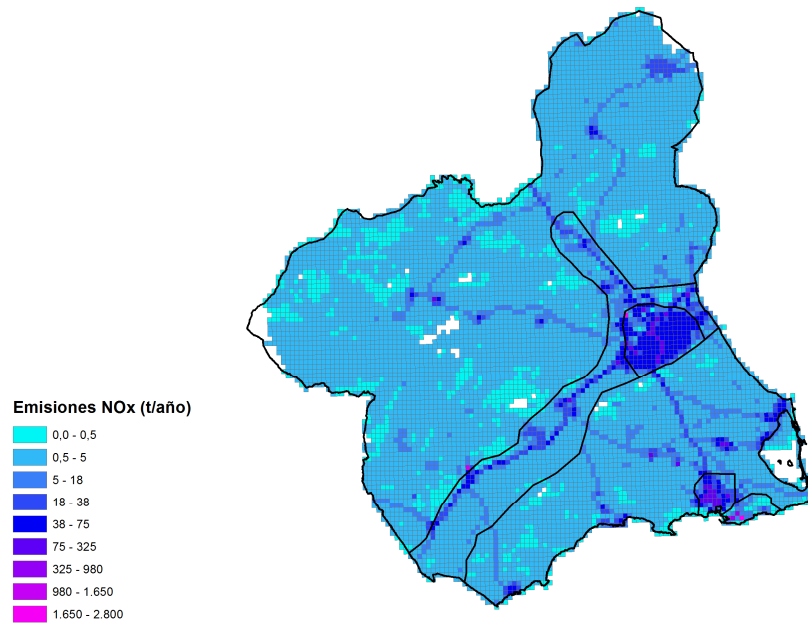 Emisiones NOx (t/año)
0,0 - 0,5
0,5 - 5
5 - 18
18 - 38
38 - 75
75 - 325
325 - 980
980 - 1.650
1.650 - 2.800